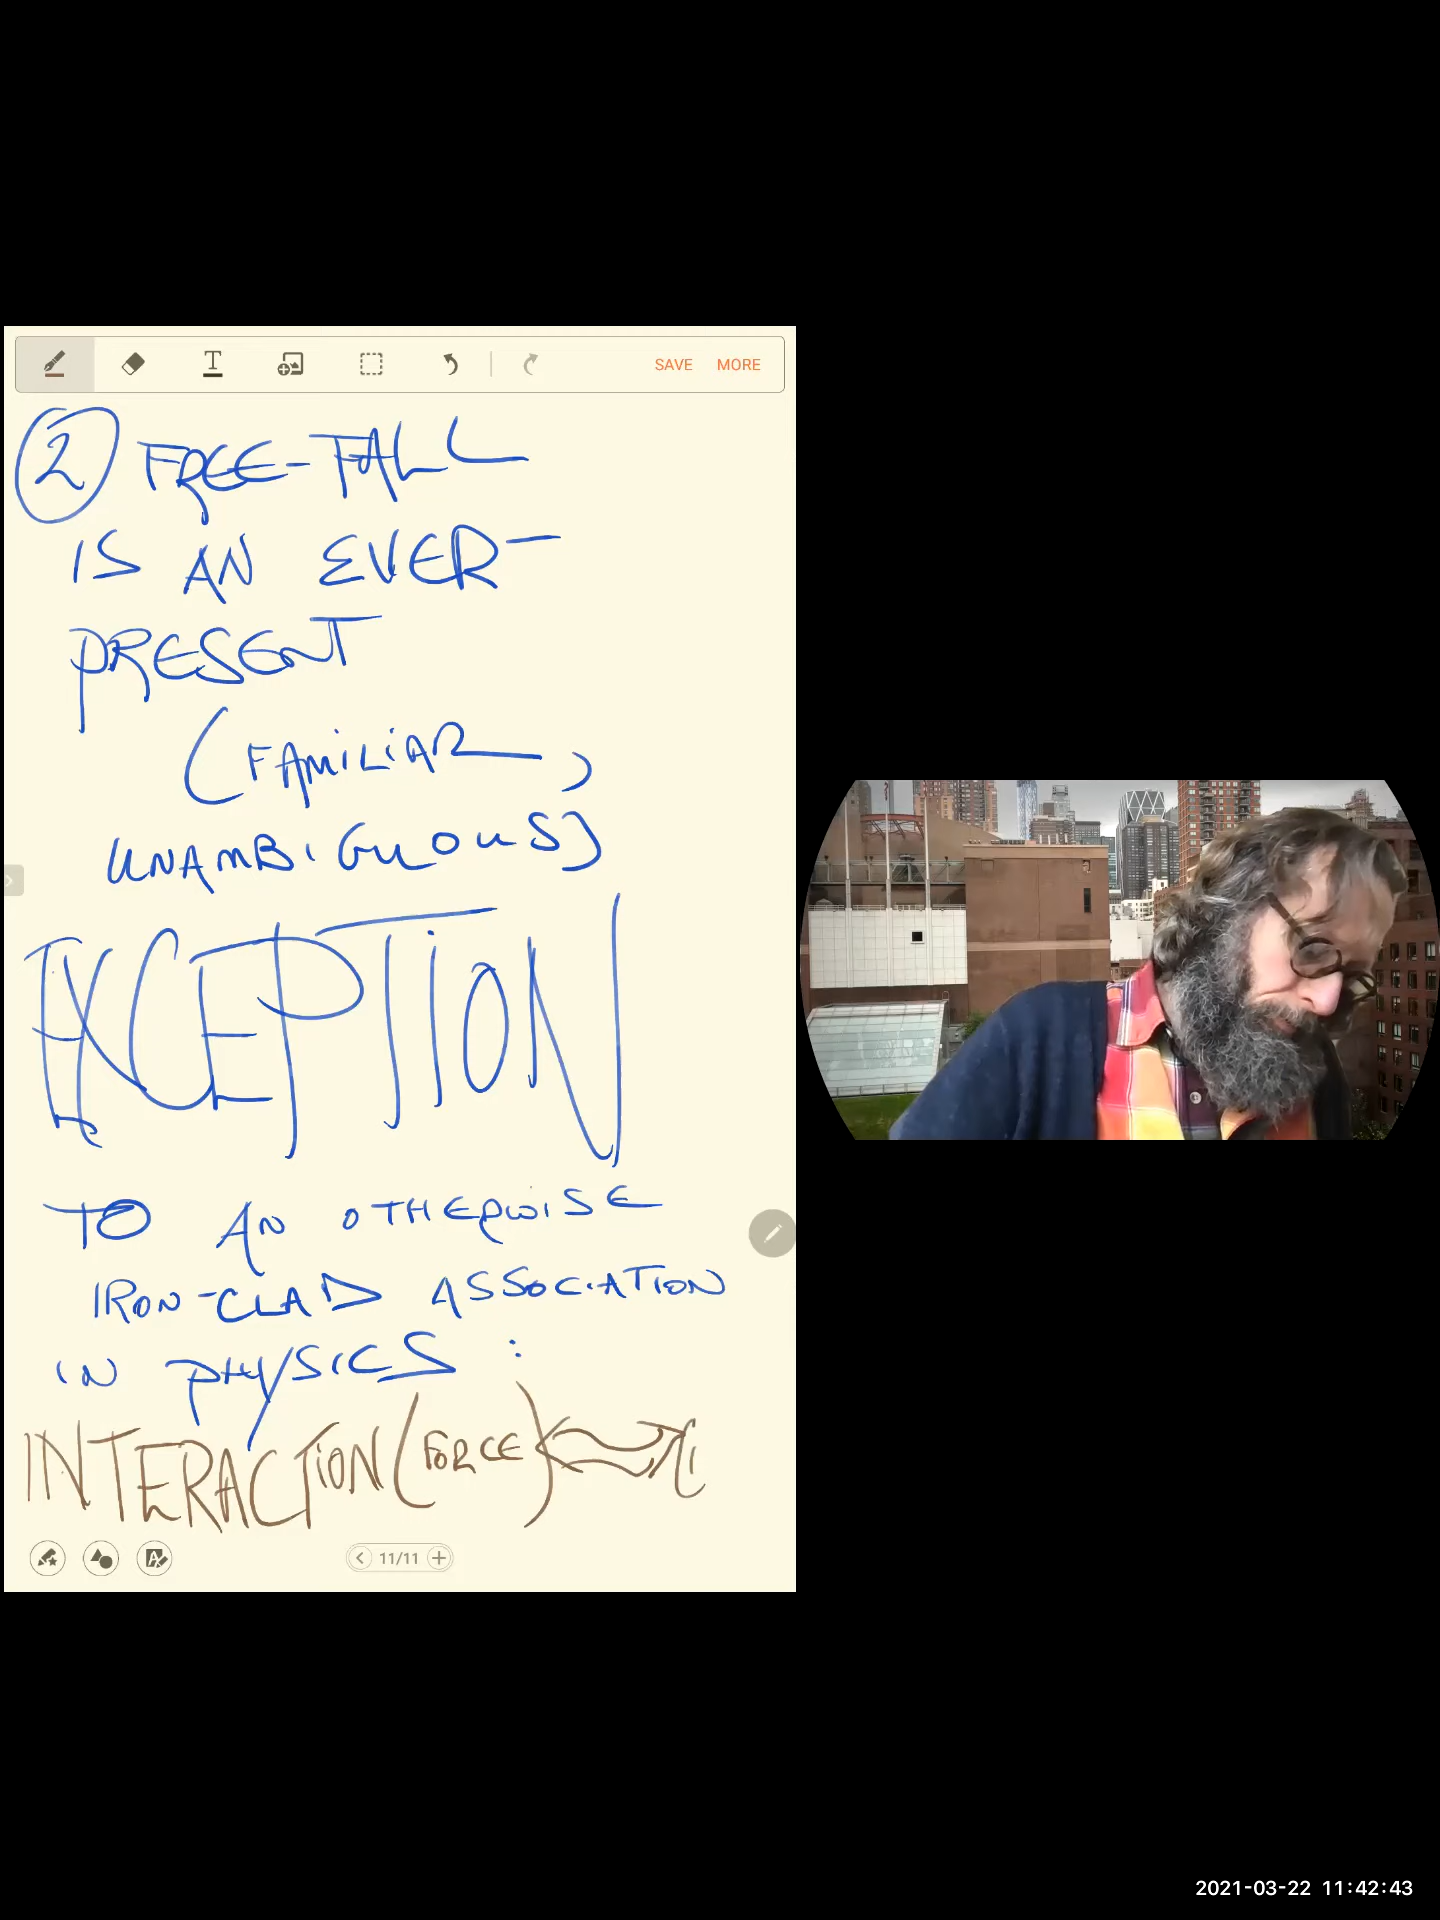 SAVE MORE
2 FREE-FALL
IS AN EVER-
PRESENT
(FAMILIAR,
UNAMBIGUOUS)
EXCEPTION
TO AN OTHERWISE
IRON-CLAD ASSOCIATION
IN PHYSICS:
INTERACTION (FORCE)
11/11
2021-03-22 11:42:43